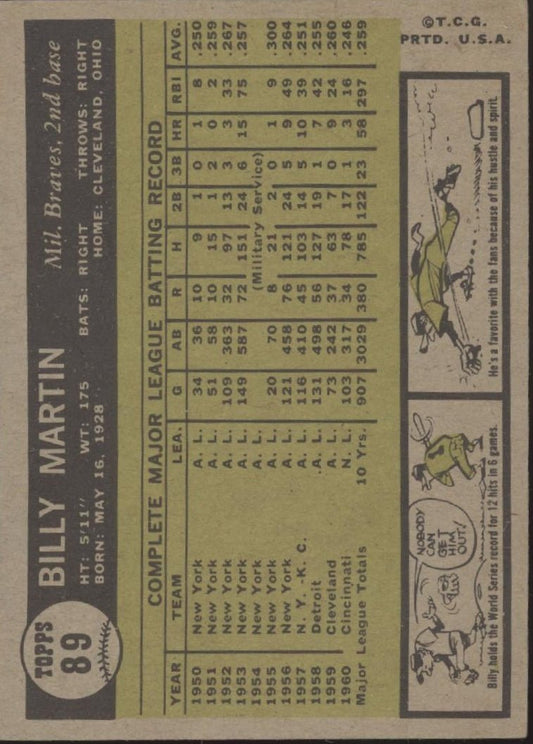 TOPPS
89
BILLY MARTIN
Mil. Braves, 2nd base
HT: 5'11" WT: 175 BATS: RIGHT THROWS: RIGHT
BORN: MAY 16, 1928 HOME: CLEVELAND, OHIO
COMPLETE MAJOR LEAGUE BATTING RECORD
YEAR TEAM LEA. G AB R H 2B 3B HR RBI AVG.
1950 New York A. L. 34 36 10 9 1 0 1 8 .250
1951 New York A. L. 51 58 10 15 1 2 0 2 .259
1952 New York A. L. 109 363 32 97 13 3 3 33 .267
1953 New York A. L. 149 587 72 151 24 6 15 75 .257
1954 New York A. L. (Military Service)
1955 New York A. L. 20 70 8 21 2 0 1 9 .300
1956 New York A. L. 121 458 76 121 24 5 9 49 .264
1957 N. Y. -K. C. A. L. 116 410 45 103 14 5 10 39 .251
1958 Detroit A. L. 131 498 56 127 19 1 7 42 .255
1959 Cleveland A. L. 73 242 37 63 7 0 9 24 .260
1960 Cincinnati N. L. 103 317 34 78 17 1 3 16 .246
Major League Totals 10 Yrs. 907 3029 380 785 122 23 58 297 .259
NOBODY
CAN
GET
HIM
OUT!
1
Billy holds the World Series record for 12 hits in 6 games.
He's a favorite with the fans because of his hustle and spirit.
©T.C.G.
PRTD. U.S.A.